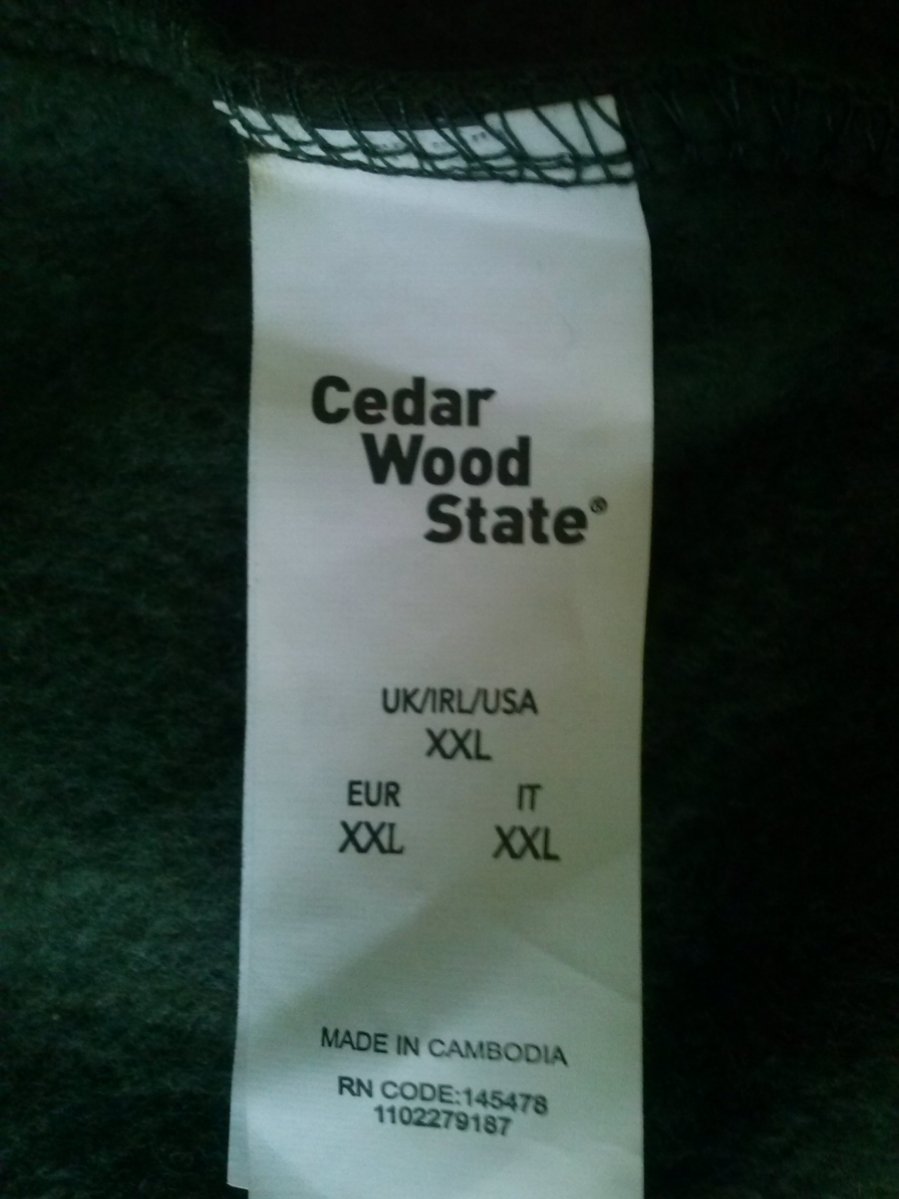 Cedar
Wood
State®
UK/IRL/USA
XXL
EUR IT
XXL XXL
MADE IN CAMBODIA
RN CODE:145478
1102279187